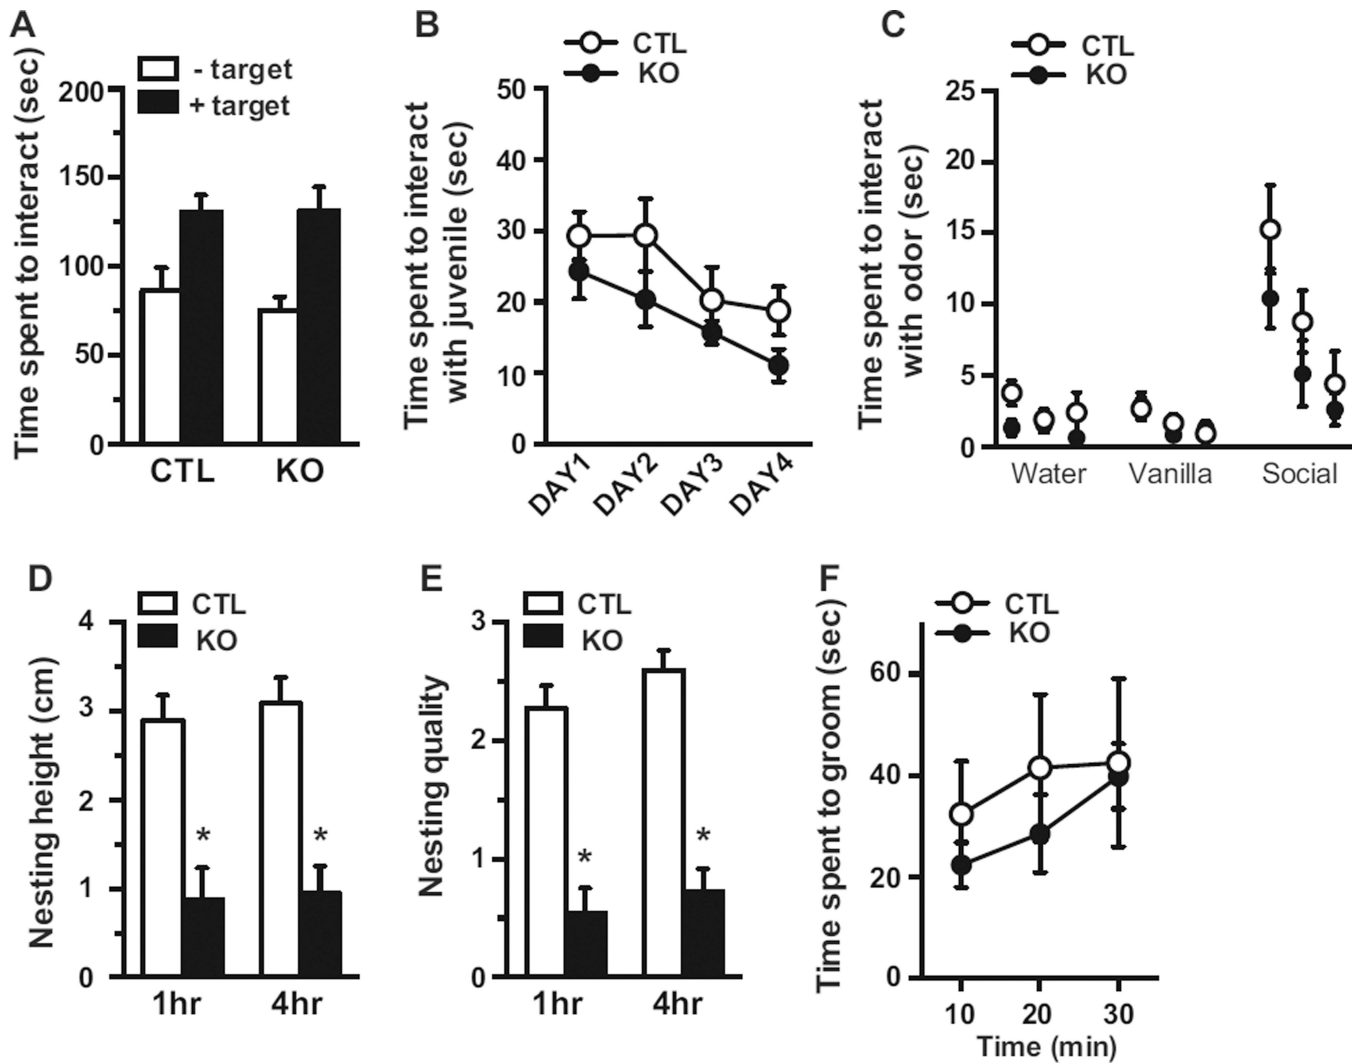 A
Time spent to interact (sec)
- target
+ target
200
150
100
50
0
CTL
KO
B
Time spent to interact
with juvenile (sec)
CTL
KO
50
40
30
20
10
0
DAY1
DAY2
DAY3
DAY4
C
Time spent to interact
with odor (sec)
CTL
KO
25
20
15
10
5
0
Water
Vanilla
Social
D
Nesting height (cm)
CTL
KO
4
3
2
1
0
*
*
1hr
4hr
E
Nesting quality
CTL
KO
3
2
1
0
*
*
1hr
4hr
F
Time spent to groom (sec)
CTL
KO
60
40
20
0
10
20
30
Time (min)